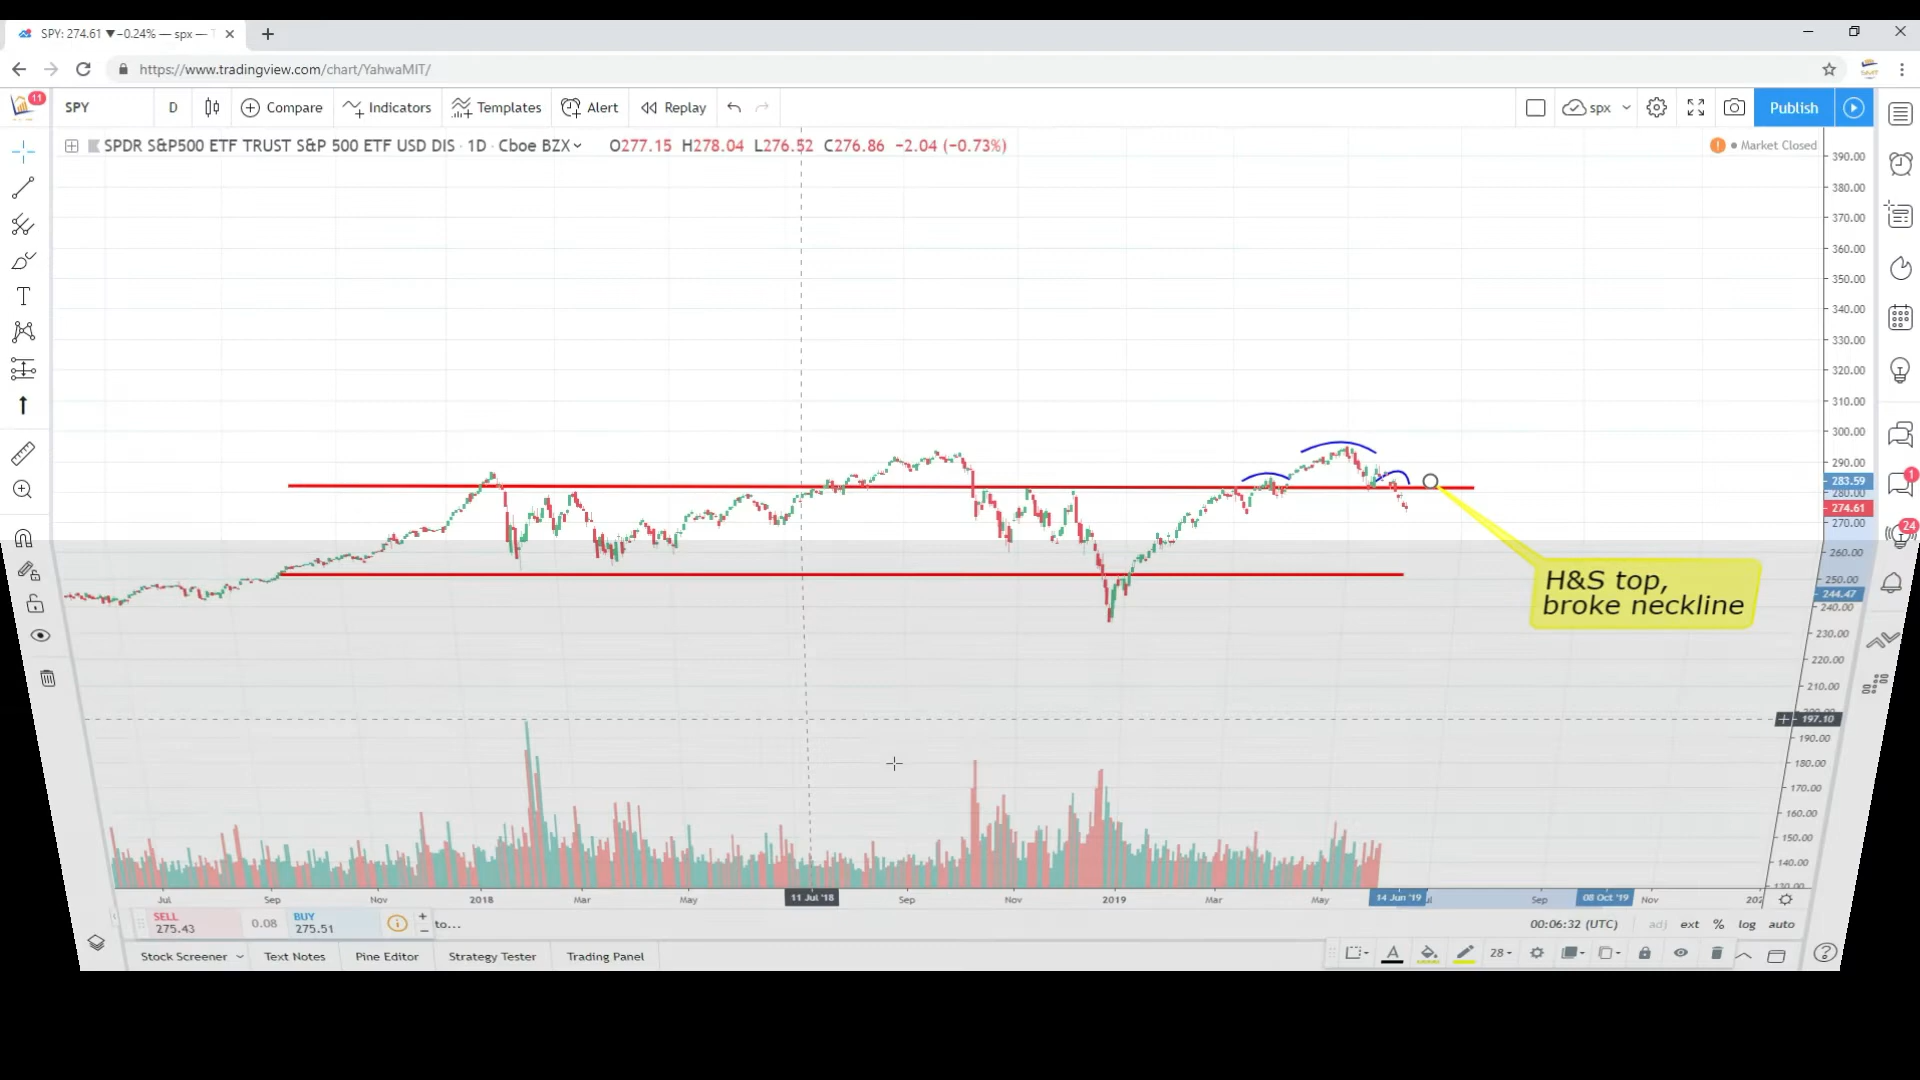 SPY: 274.61 ▼−0.24% — spx —
https://www.tradingview.com/chart/YahwaMIT/
11
SPY D Compare Indicators Templates Alert Replay spx Publish
SPDR S&P500 ETF TRUST S&P 500 ETF USD DIS · 1D · Cboe BZX O277.15 H278.04 L276.52 C276.86 −2.04 (−0.73%)
Market Closed
390.00
380.00
370.00
360.00
350.00
340.00
330.00
320.00
310.00
300.00
290.00
283.59
280.00
274.61
270.00
260.00
250.00
244.47
240.00
230.00
220.00
210.00
197.10
190.00
180.00
170.00
160.00
150.00
140.00
130.00
1
24
H&S top,
broke neckline
Jul Sep Nov 2018 Mar May 11 Jul '18 Sep Nov 2019 Mar May 14 Jun '19 Sep 08 Oct '19 Nov
SELL
275.43
0.08
BUY
275.51
to...
00:06:32 (UTC) adj ext % log auto
Stock Screener Text Notes Pine Editor Strategy Tester Trading Panel
28